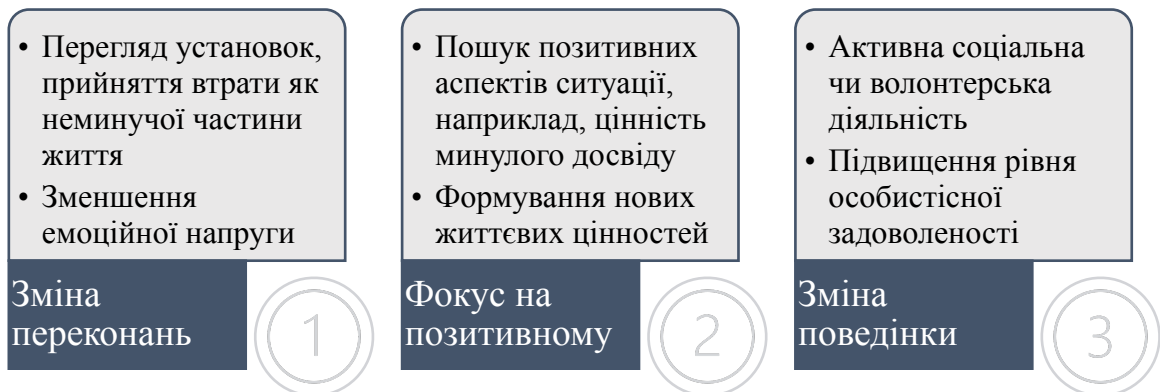 • Перегляд установок,
прийняття втрати як
неминучої частини
життя
• Зменшення
емоційної напруги
Зміна
переконань
1
• Пошук позитивних
аспектів ситуації,
наприклад, цінність
минулого досвіду
• Формування нових
життєвих цінностей
Фокус на
позитивному
2
• Активна соціальна
чи волонтерська
діяльність
• Підвищення рівня
особистісної
задоволеності
Зміна
поведінки
3